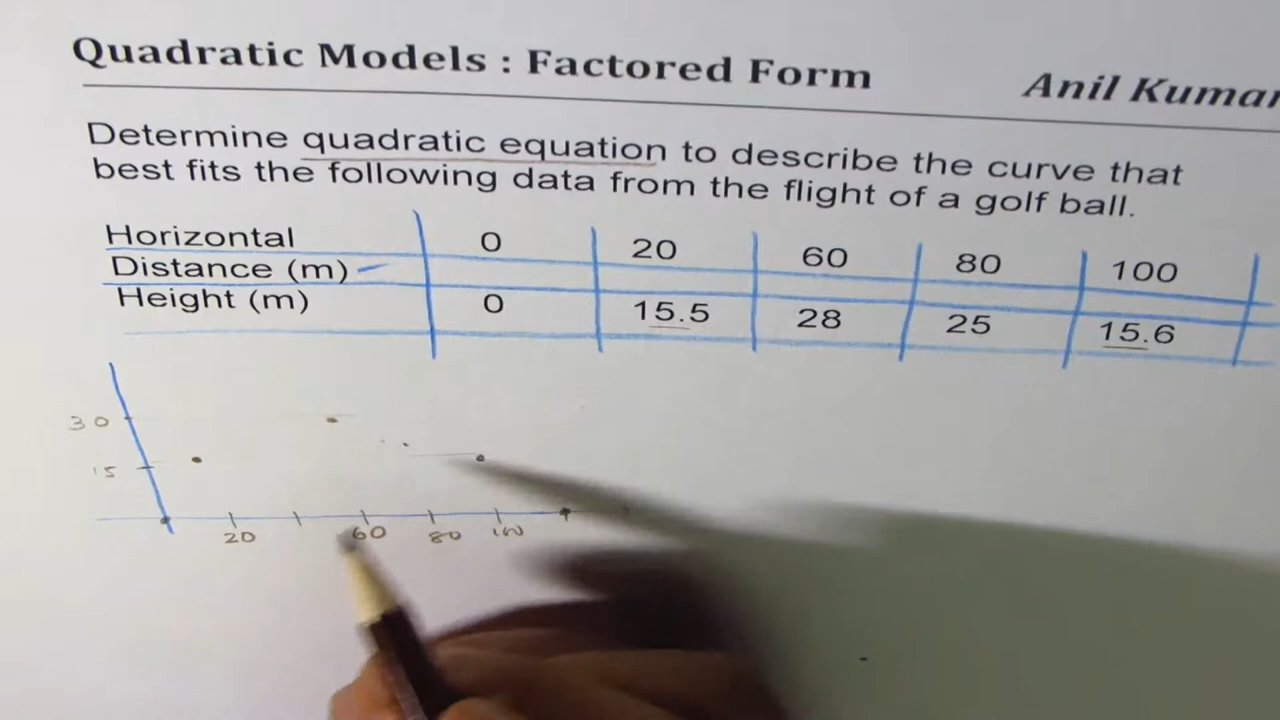 Quadratic Models : Factored Form
Anil Kumar
Determine quadratic equation to describe the curve that
best fits the following data from the flight of a golf ball.
Horizontal 0 20 60 80 100
Distance (m)
Height (m) 0 15.5 28 25 15.6
30
15
20 60 80 100